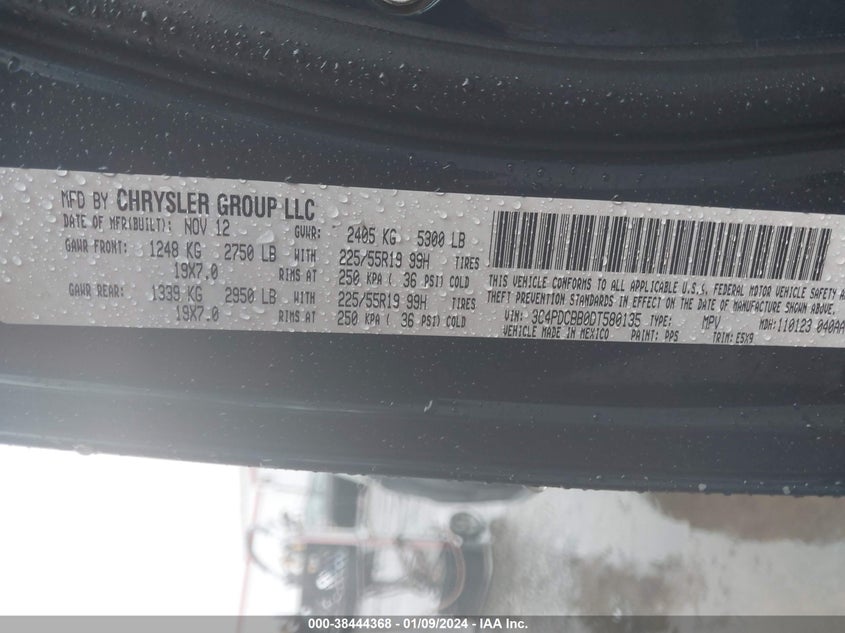 MFD BY CHRYSLER GROUP LLC
DATE OF MFR(BUILT): NOV 12 GVWR: 2405 KG 5300 LB
GAWR FRONT: 1248 KG 2750 LB WITH 225/55R19 99H TIRES
19X7.0 RIMS AT 250 KPA ( 36 PSI) COLD
GAWR REAR: 1339 KG 2950 LB WITH 225/55R19 99H TIRES
19X7.0 RIMS AT 250 KPA ( 36 PSI) COLD
THIS VEHICLE CONFORMS TO ALL APPLICABLE U.S.S. FEDERAL MOTOR VEHICLE SAFETY AND
THEFT PREVENTION STANDARDS IN EFFECT ON THE DATE OF MANUFACTURE SHOWN ABOVE.
VIN: 3C4PDCBB0DT580135 TYPE: MPV MDH: 110123 040AA
VEHICLE MADE IN MEXICO PAINT: PPS TRIM: E5X9
000-38444368 | 01/09/2024 | IAA Inc.